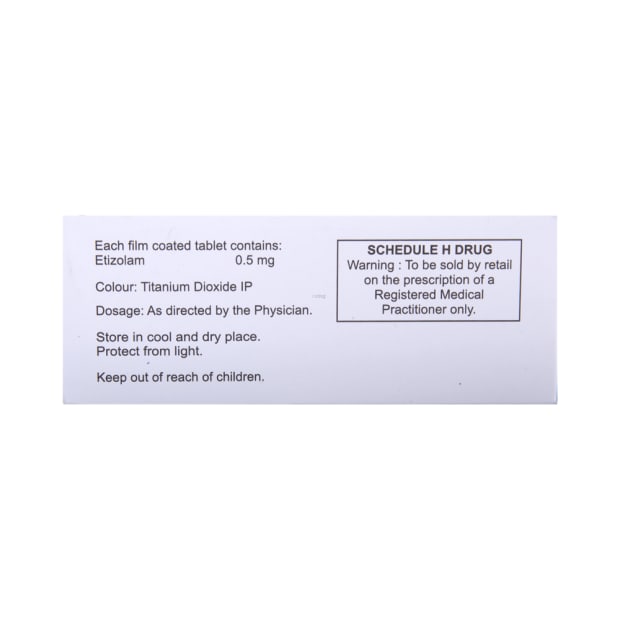 Each film coated tablet contains:
Etizolam 0.5 mg
Colour: Titanium Dioxide IP
Dosage: As directed by the Physician.
Store in cool and dry place.
Protect from light.
Keep out of reach of children.
SCHEDULE H DRUG
Warning : To be sold by retail
on the prescription of a
Registered Medical
Practitioner only.